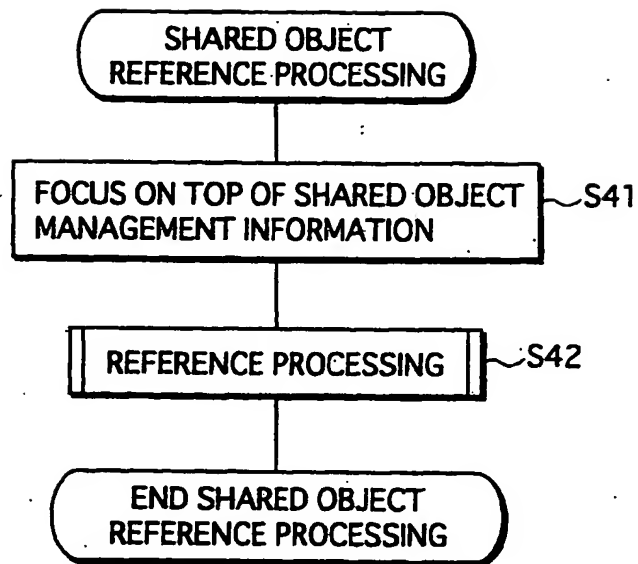 SHARED OBJECT
REFERENCE PROCESSING
FOCUS ON TOP OF SHARED OBJECT
MANAGEMENT INFORMATION
S41
REFERENCE PROCESSING
S42
END SHARED OBJECT
REFERENCE PROCESSING